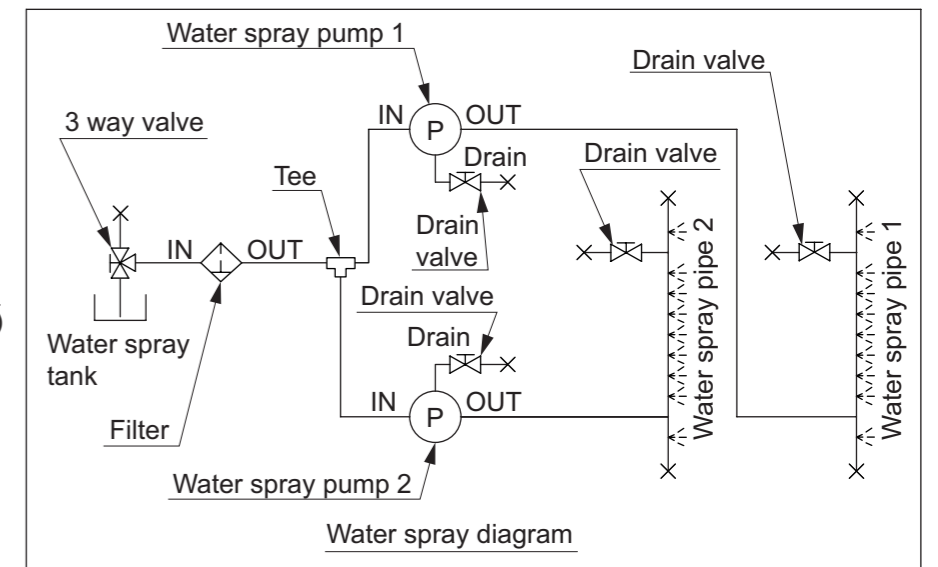 Water spray pump 1
Drain valve
3 way valve
IN
P
OUT
Drain
Drain valve
Tee
Drain
valve
IN
OUT
Drain valve
Water spray
tank
Drain
Filter
IN
P
OUT
Water spray pipe 2
Water spray pipe 1
Water spray pump 2
Water spray diagram